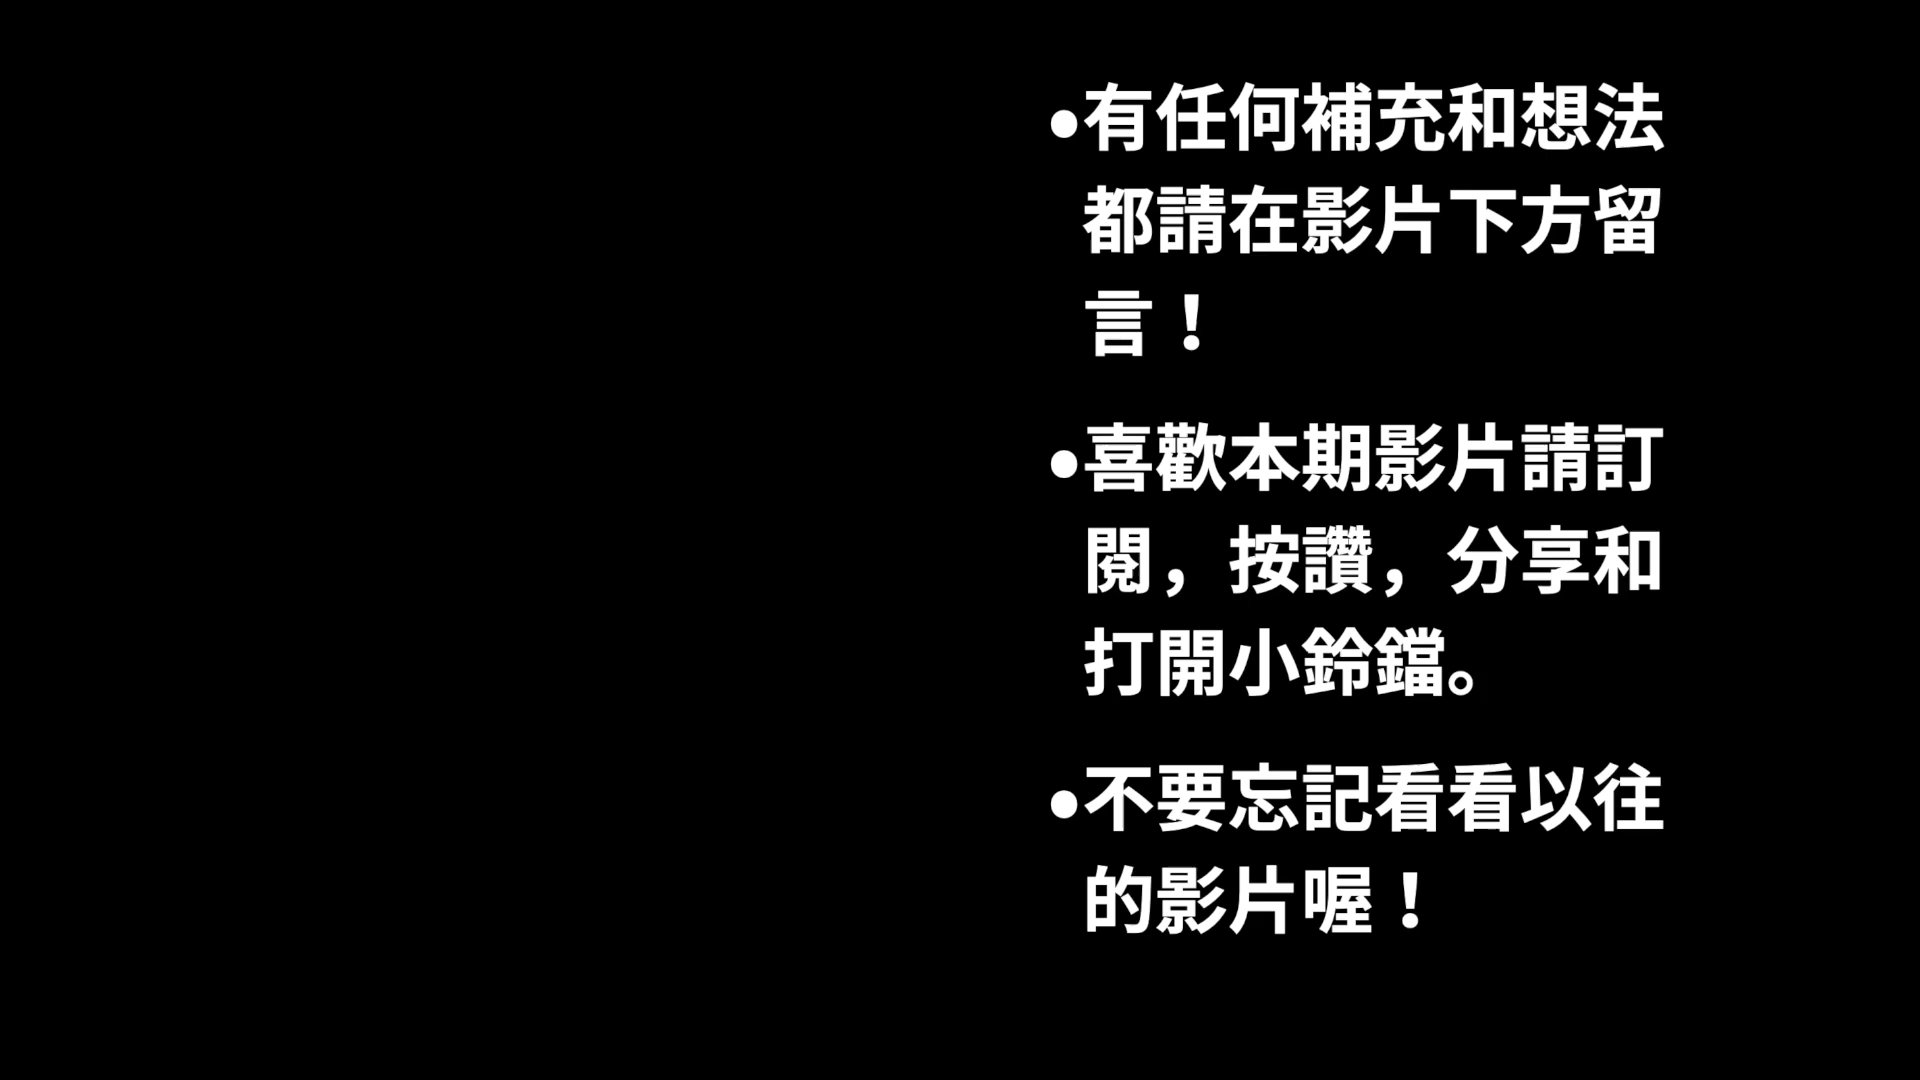 •有任何補充和想法
都請在影片下方留
言！
•喜歡本期影片請訂
閱，按讚，分享和
打開小鈴鐺。
•不要忘記看看以往
的影片喔！